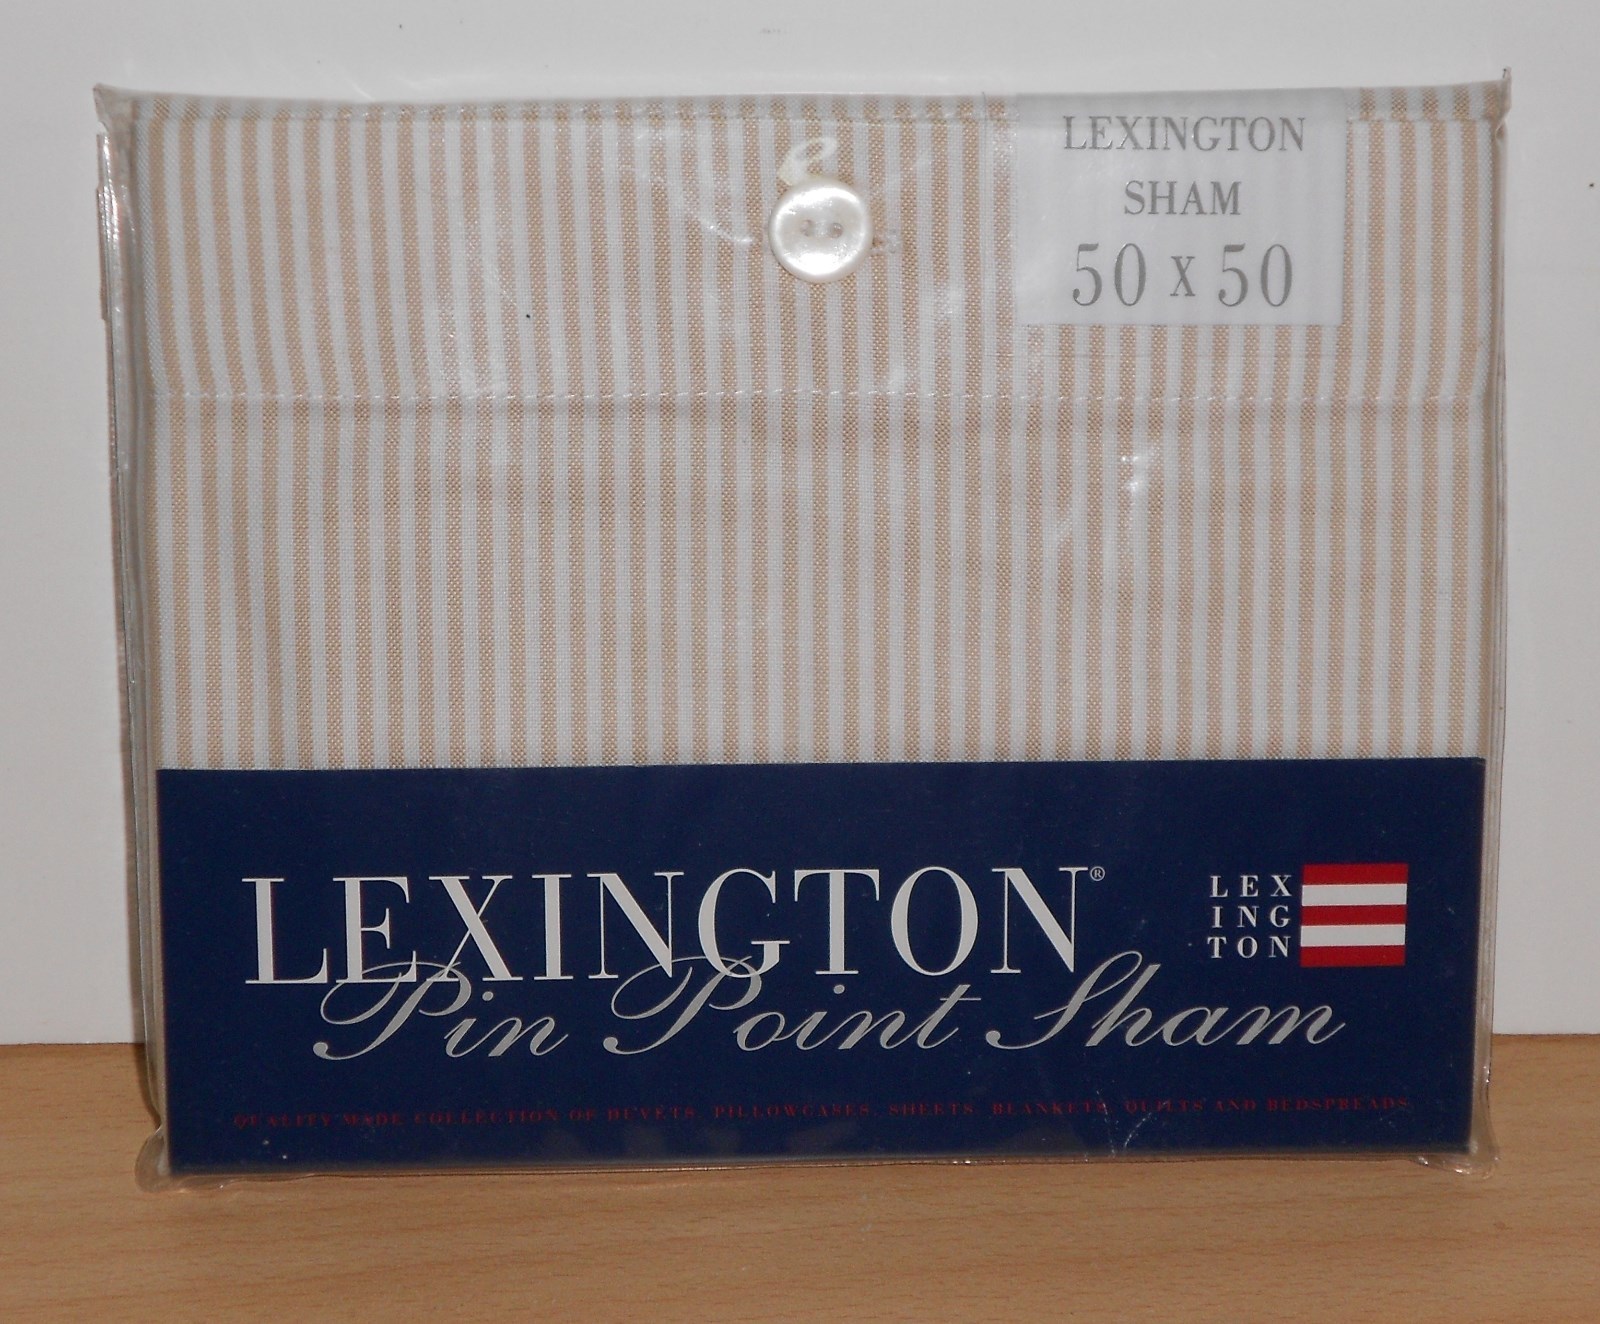 LEXINGTON
SHAM
50 x 50
LEXINGTON®
Pin Point Sham
LEX
ING
TON
QUALITY MADE COLLECTION OF DUVETS, PILLOWCASES, SHEETS, BLANKETS, QUILTS AND BEDSPREADS